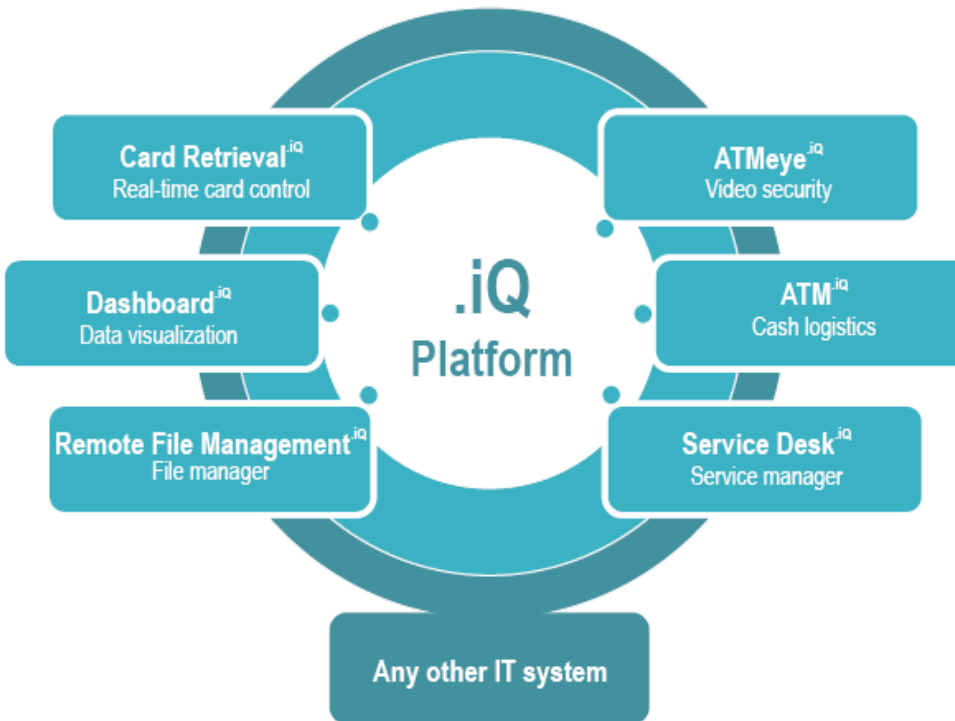 Card Retrieval.iQ
Real-time card control
ATMeye.iQ
Video security
.iQ
Platform
Dashboard.iQ
Data visualization
ATM.iQ
Cash logistics
Remote File Management.iQ
File manager
Service Desk.iQ
Service manager
Any other IT system